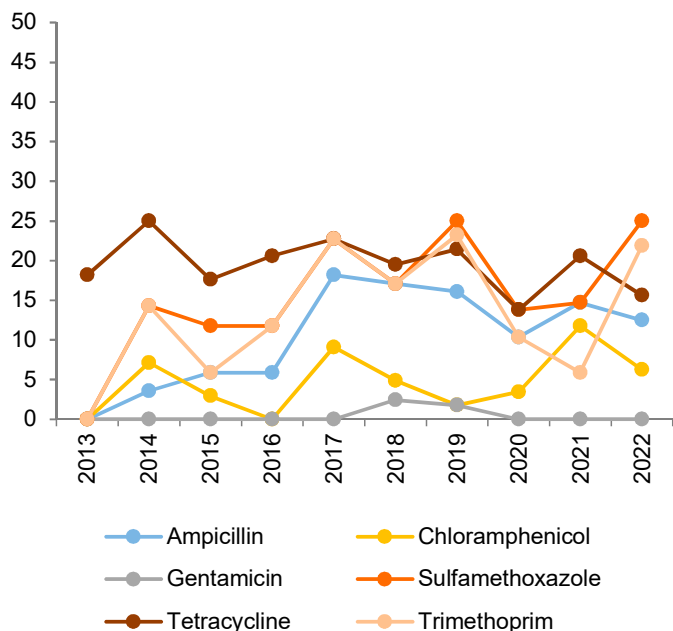 50
45
40
35
30
25
20
15
10
5
0
2013 2014 2015 2016 2017 2018 2019 2020 2021 2022
Ampicillin Chloramphenicol
Gentamicin Sulfamethoxazole
Tetracycline Trimethoprim